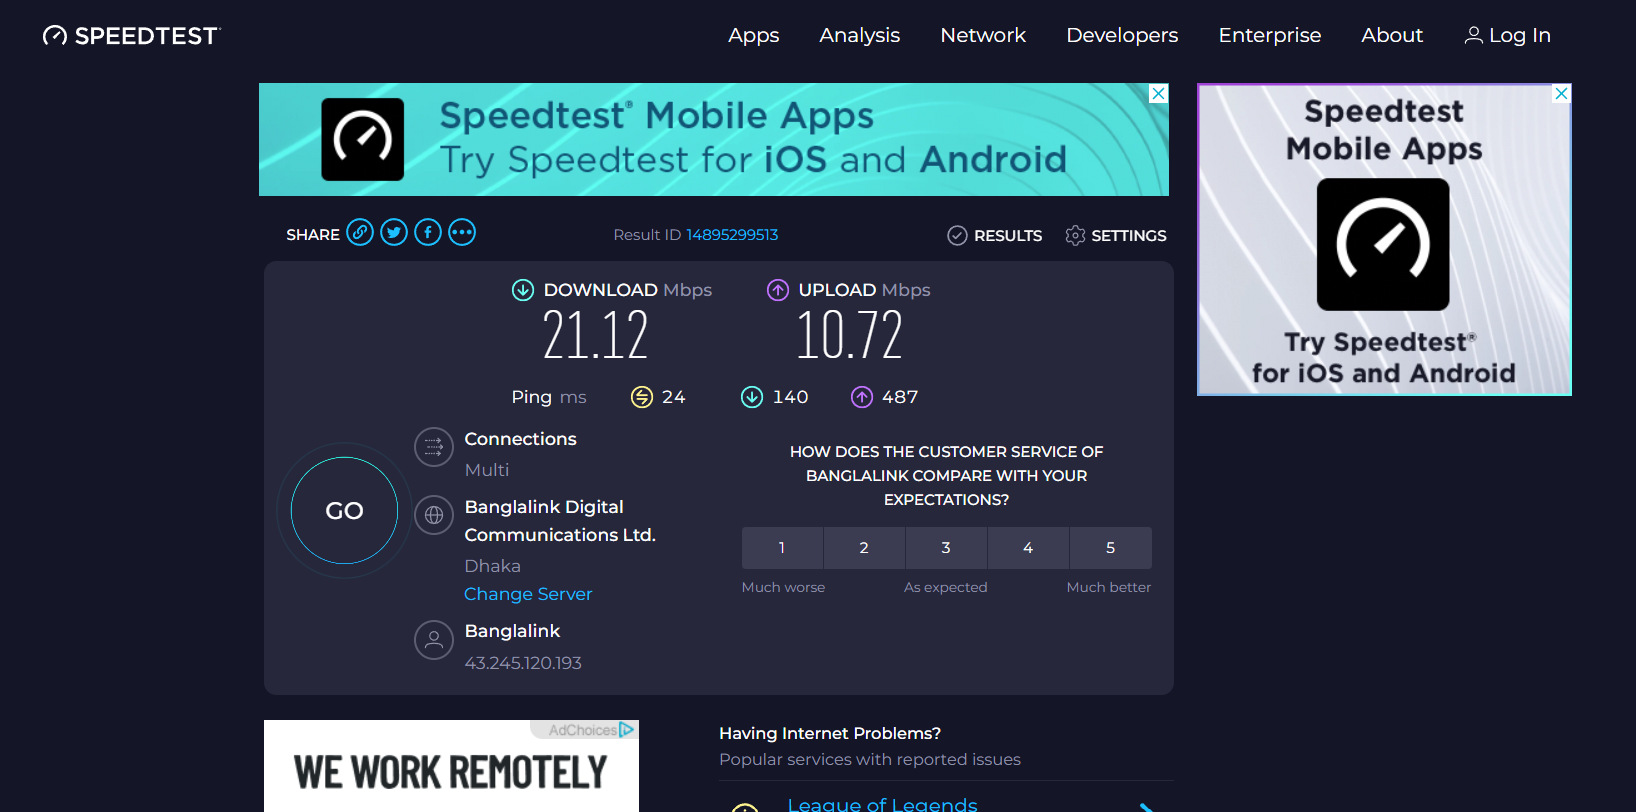 SPEEDTEST
Apps Analysis Network Developers Enterprise About Log In
Speedtest® Mobile Apps
Try Speedtest for iOS and Android
Speedtest
Mobile Apps
Try Speedtest®
for iOS and Android
SHARE
Result ID 14895299513
RESULTS SETTINGS
DOWNLOAD Mbps
21.12
UPLOAD Mbps
10.72
Ping ms 24 140 487
GO
Connections
Multi
Banglalink Digital
Communications Ltd.
Dhaka
Change Server
Banglalink
43.245.120.193
HOW DOES THE CUSTOMER SERVICE OF
BANGLALINK COMPARE WITH YOUR
EXPECTATIONS?
1 2 3 4 5
Much worse As expected Much better
AdChoices
WE WORK REMOTELY
Having Internet Problems?
Popular services with reported issues
League of Legends